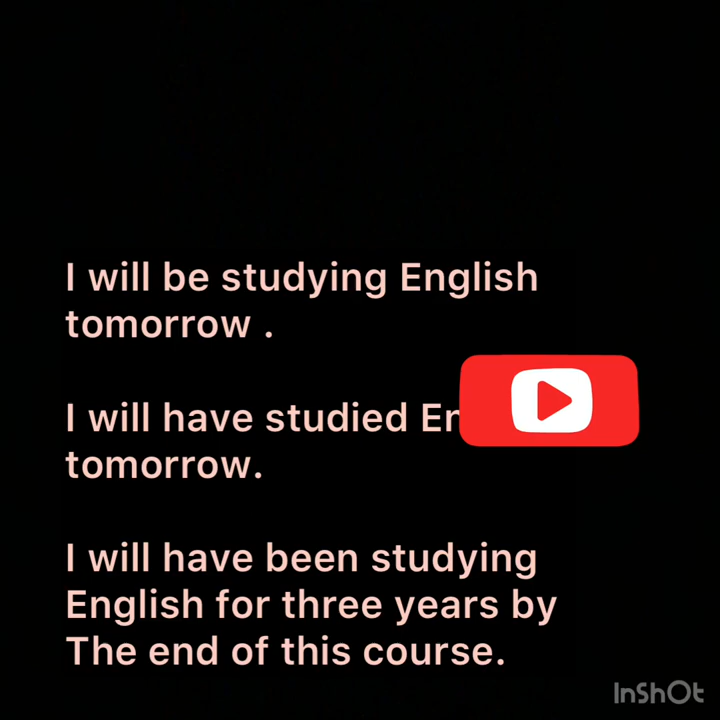 I will be studying English
tomorrow .
I will have studied
tomorrow.
I will have been studying
English for three years by
The end of this course.
InShOt